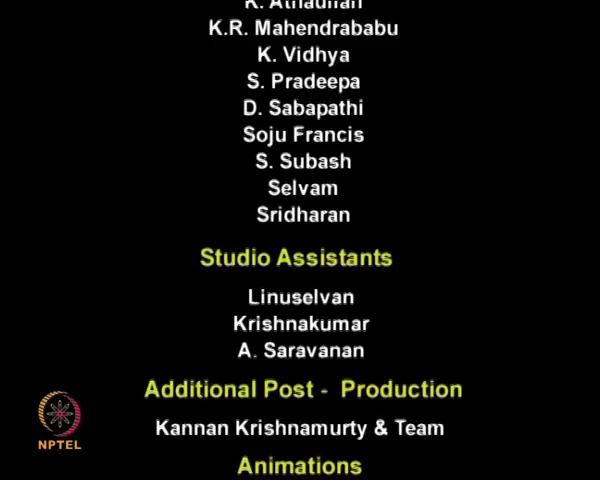 K. Athaullah
K.R. Mahendrababu
K. Vidhya
S. Pradeepa
D. Sabapathi
Soju Francis
S. Subash
Selvam
Sridharan
Studio Assistants
Linuselvan
Krishnakumar
A. Saravanan
Additional Post - Production
Kannan Krishnamurty & Team
Animations
NPTEL